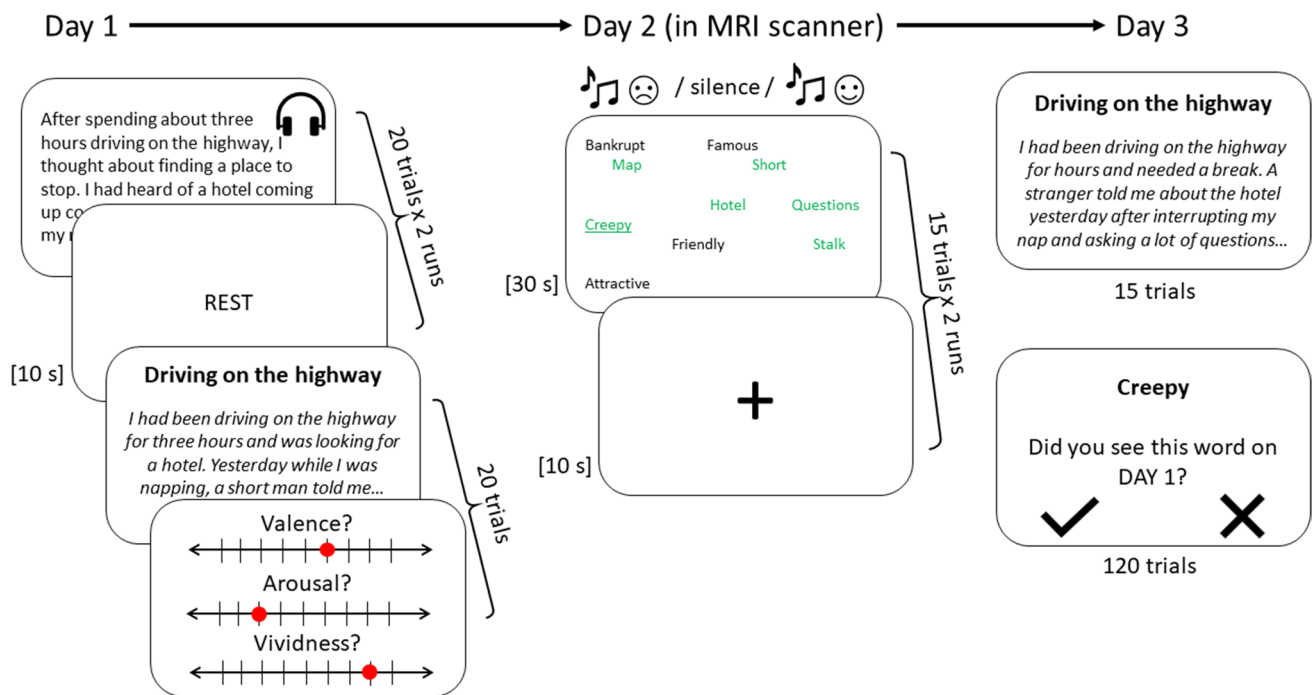 Day 1
After spending about three
hours driving on the highway, I
thought about finding a place to
stop. I had heard of a hotel coming
up
my
20 trials x 2 runs
REST
[10 s]
Driving on the highway
I had been driving on the highway
for three hours and was looking for
a hotel. Yesterday while I was
napping, a short man told me…
20 trials
Valence?
Arousal?
Vividness?
Day 2 (in MRI scanner)
/ silence /
Bankrupt Famous
Map Short
Hotel Questions
Creepy
Friendly Stalk
Attractive
[30 s]
15 trials x 2 runs
+
[10 s]
Day 3
Driving on the highway
I had been driving on the highway
for hours and needed a break. A
stranger told me about the hotel
yesterday after interrupting my
nap and asking a lot of questions…
15 trials
Creepy
Did you see this word on
DAY 1?
120 trials